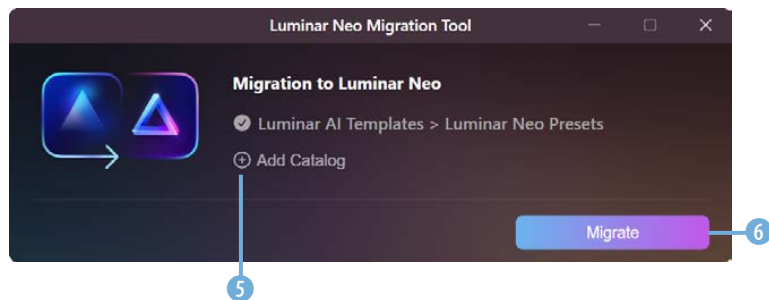 Luminar Neo Migration Tool
Migration to Luminar Neo
Luminar AI Templates > Luminar Neo Presets
Add Catalog
Migrate
6
5